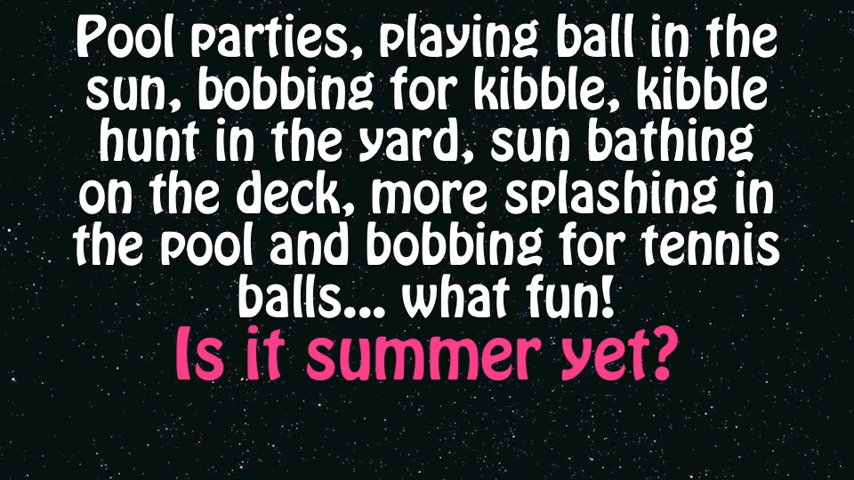 Pool parties, playing ball in the
sun, bobbing for kibble, kibble
hunt in the yard, sun bathing
on the deck, more splashing in
the pool and bobbing for tennis
balls... what fun!
Is it summer yet?